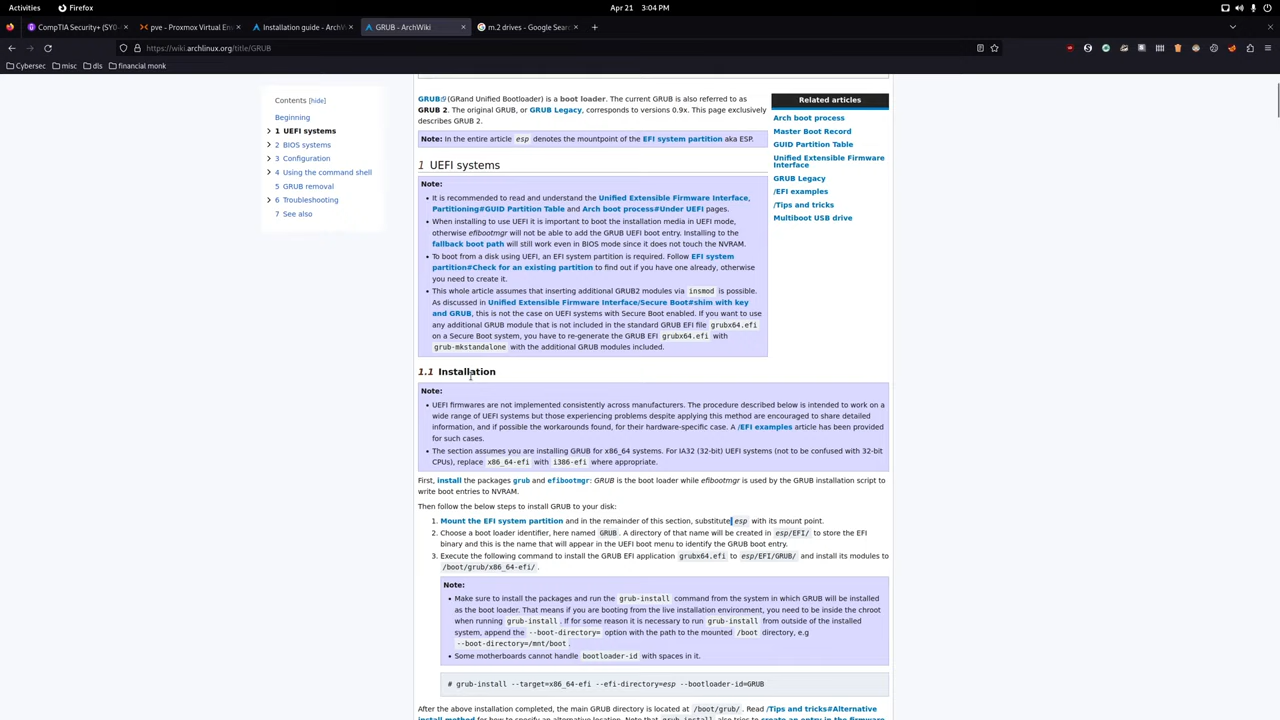 Activities
Firefox
Apr 21 3:04 PM
CompTIA Security+ (SY0-
pve - Proxmox Virtual Env
Installation guide - ArchWi
GRUB - ArchWiki
m.2 drives - Google Sear
https://wiki.archlinux.org/title/GRUB
Cybersec
misc
dls
financial monk
Contents [hide]
Beginning
1 UEFI systems
2 BIOS systems
3 Configuration
4 Using the command shell
5 GRUB removal
6 Troubleshooting
7 See also
GRUB (GRand Unified Bootloader) is a boot loader. The current GRUB is also referred to as
GRUB 2. The original GRUB, or GRUB Legacy, corresponds to versions 0.9x. This page exclusively
describes GRUB 2.
Note: In the entire article esp denotes the mountpoint of the EFI system partition aka ESP.
1 UEFI systems
Note:
• It is recommended to read and understand the Unified Extensible Firmware Interface,
Partitioning#GUID Partition Table and Arch boot process#Under UEFI pages.
• When installing to use UEFI it is important to boot the installation media in UEFI mode,
otherwise efibootmgr will not be able to add the GRUB UEFI boot entry. Installing to the
fallback boot path will still work even in BIOS mode since it does not touch the NVRAM.
• To boot from a disk using UEFI, an EFI system partition is required. Follow EFI system
partition#Check for an existing partition to find out if you have one already, otherwise
you need to create it.
• This whole article assumes that inserting additional GRUB2 modules via insmod is possible.
As discussed in Unified Extensible Firmware Interface/Secure Boot#shim with key
and GRUB, this is not the case on UEFI systems with Secure Boot enabled. If you want to use
any additional GRUB module that is not included in the standard GRUB EFI file grubx64.efi
on a Secure Boot system, you have to re-generate the GRUB EFI grubx64.efi with
grub-mkstandalone with the additional GRUB modules included.
Related articles
Arch boot process
Master Boot Record
GUID Partition Table
Unified Extensible Firmware
Interface
GRUB Legacy
/EFI examples
/Tips and tricks
Multiboot USB drive
1.1 Installation
Note:
• UEFI firmwares are not implemented consistently across manufacturers. The procedure described below is intended to work on a
wide range of UEFI systems but those experiencing problems despite applying this method are encouraged to share detailed
information, and if possible the workarounds found, for their hardware-specific case. A /EFI examples article has been provided
for such cases.
• The section assumes you are installing GRUB for x86_64 systems. For IA32 (32-bit) UEFI systems (not to be confused with 32-bit
CPUs), replace x86_64-efi with i386-efi where appropriate.
First, install the packages grub and efibootmgr: GRUB is the boot loader while efibootmgr is used by the GRUB installation script to
write boot entries to NVRAM.
Then follow the below steps to install GRUB to your disk:
1. Mount the EFI system partition and in the remainder of this section, substitute esp with its mount point.
2. Choose a boot loader identifier, here named GRUB. A directory of that name will be created in esp/EFI/ to store the EFI
binary and this is the name that will appear in the UEFI boot menu to identify the GRUB boot entry.
3. Execute the following command to install the GRUB EFI application grubx64.efi to esp/EFI/GRUB/ and install its modules to
/boot/grub/x86_64-efi/.
Note:
• Make sure to install the packages and run the grub-install command from the system in which GRUB will be installed
as the boot loader. That means if you are booting from the live installation environment, you need to be inside the chroot
when running grub-install. If for some reason it is necessary to run grub-install from outside of the installed
system, append the --boot-directory= option with the path to the mounted /boot directory, e.g
--boot-directory=/mnt/boot.
• Some motherboards cannot handle bootloader-id with spaces in it.
# grub-install --target=x86_64-efi --efi-directory=esp --bootloader-id=GRUB
After the above installation completed, the main GRUB directory is located at /boot/grub/. Read /Tips and tricks#Alternative
install method for how to specify an alternative location. Note that grub-install also tries to create an entry in the firmware